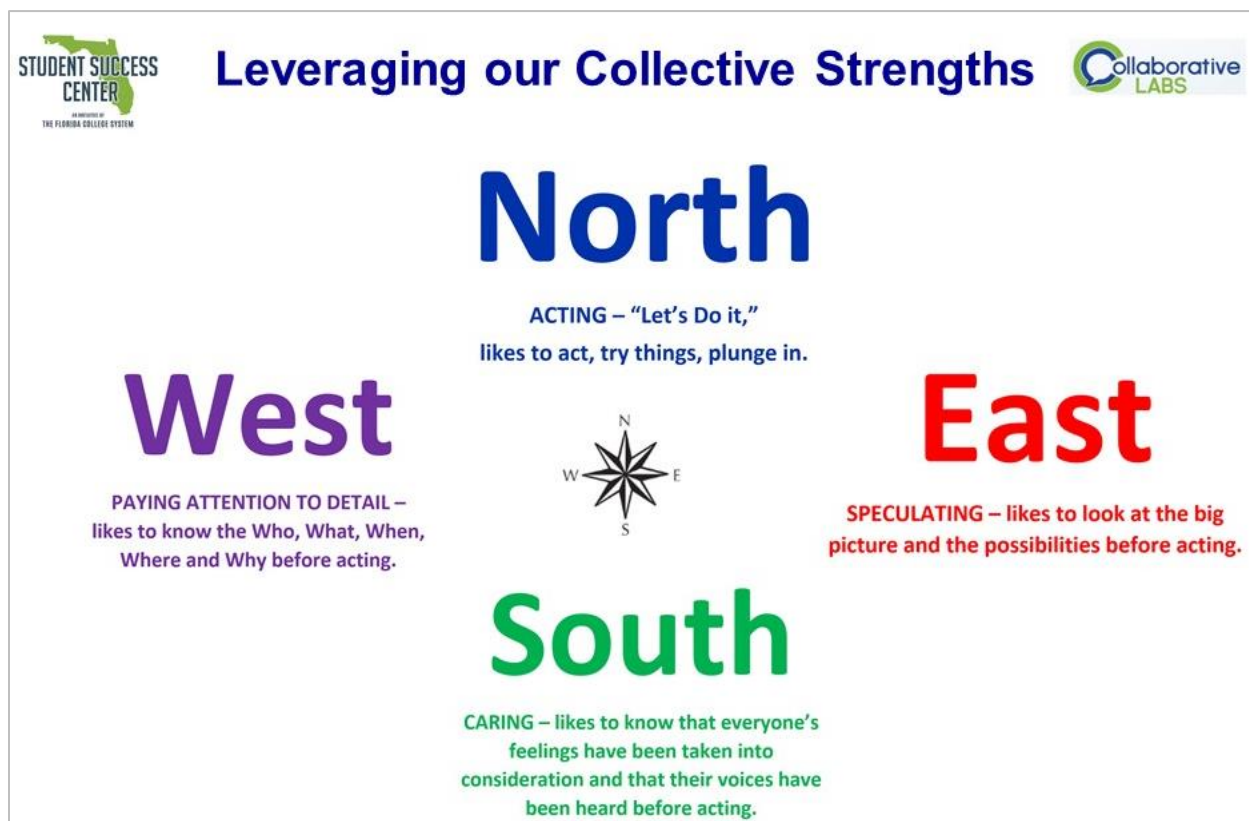 STUDENT SUCCESS
CENTER
AN INITIATIVE OF
THE FLORIDA COLLEGE SYSTEM
Leveraging our Collective Strengths
Collaborative
LABS
North
ACTING – “Let’s Do it,”
likes to act, try things, plunge in.
West
PAYING ATTENTION TO DETAIL –
likes to know the Who, What, When,
Where and Why before acting.
N
W
E
S
East
SPECULATING – likes to look at the big
picture and the possibilities before acting.
South
CARING – likes to know that everyone’s
feelings have been taken into
consideration and that their voices have
been heard before acting.